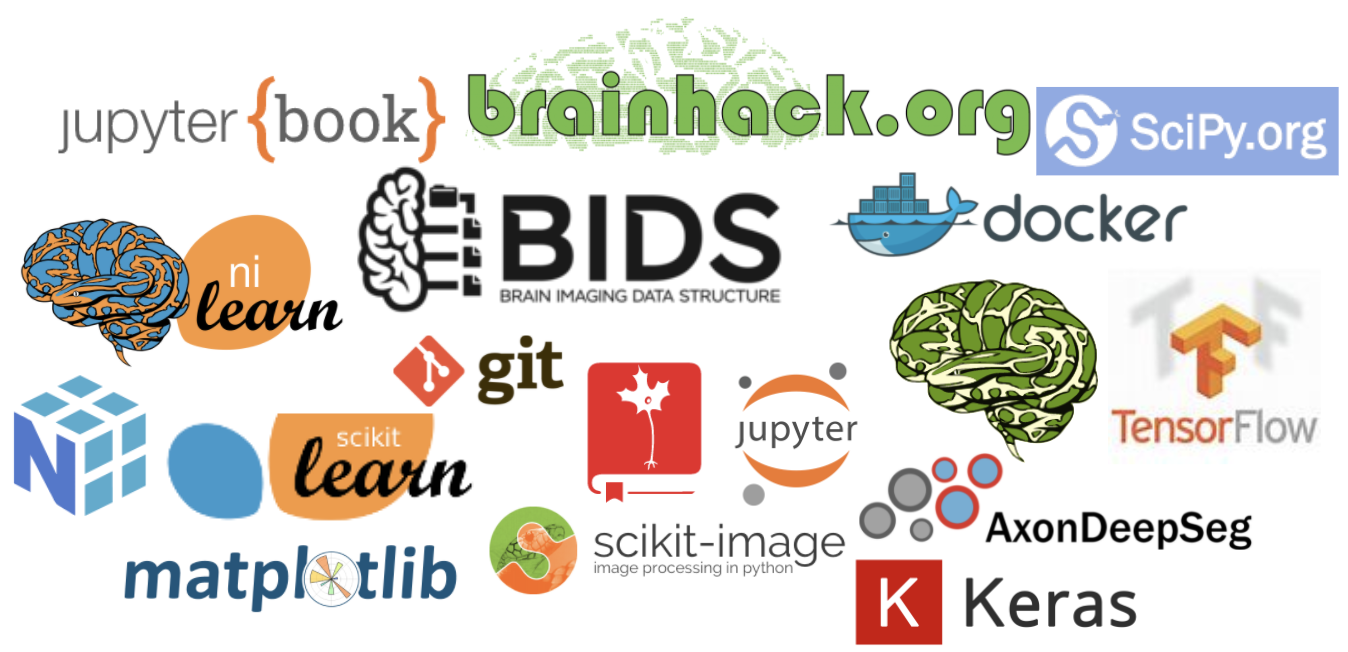 jupyter {book}
brainhack.org
SciPy.org
BIDS
BRAIN IMAGING DATA STRUCTURE
docker
ni
learn
git
TF
TensorFlow
N
scikit
learn
jupyter
scikit-image
image processing in python
AxonDeepSeg
matplotlib
K Keras